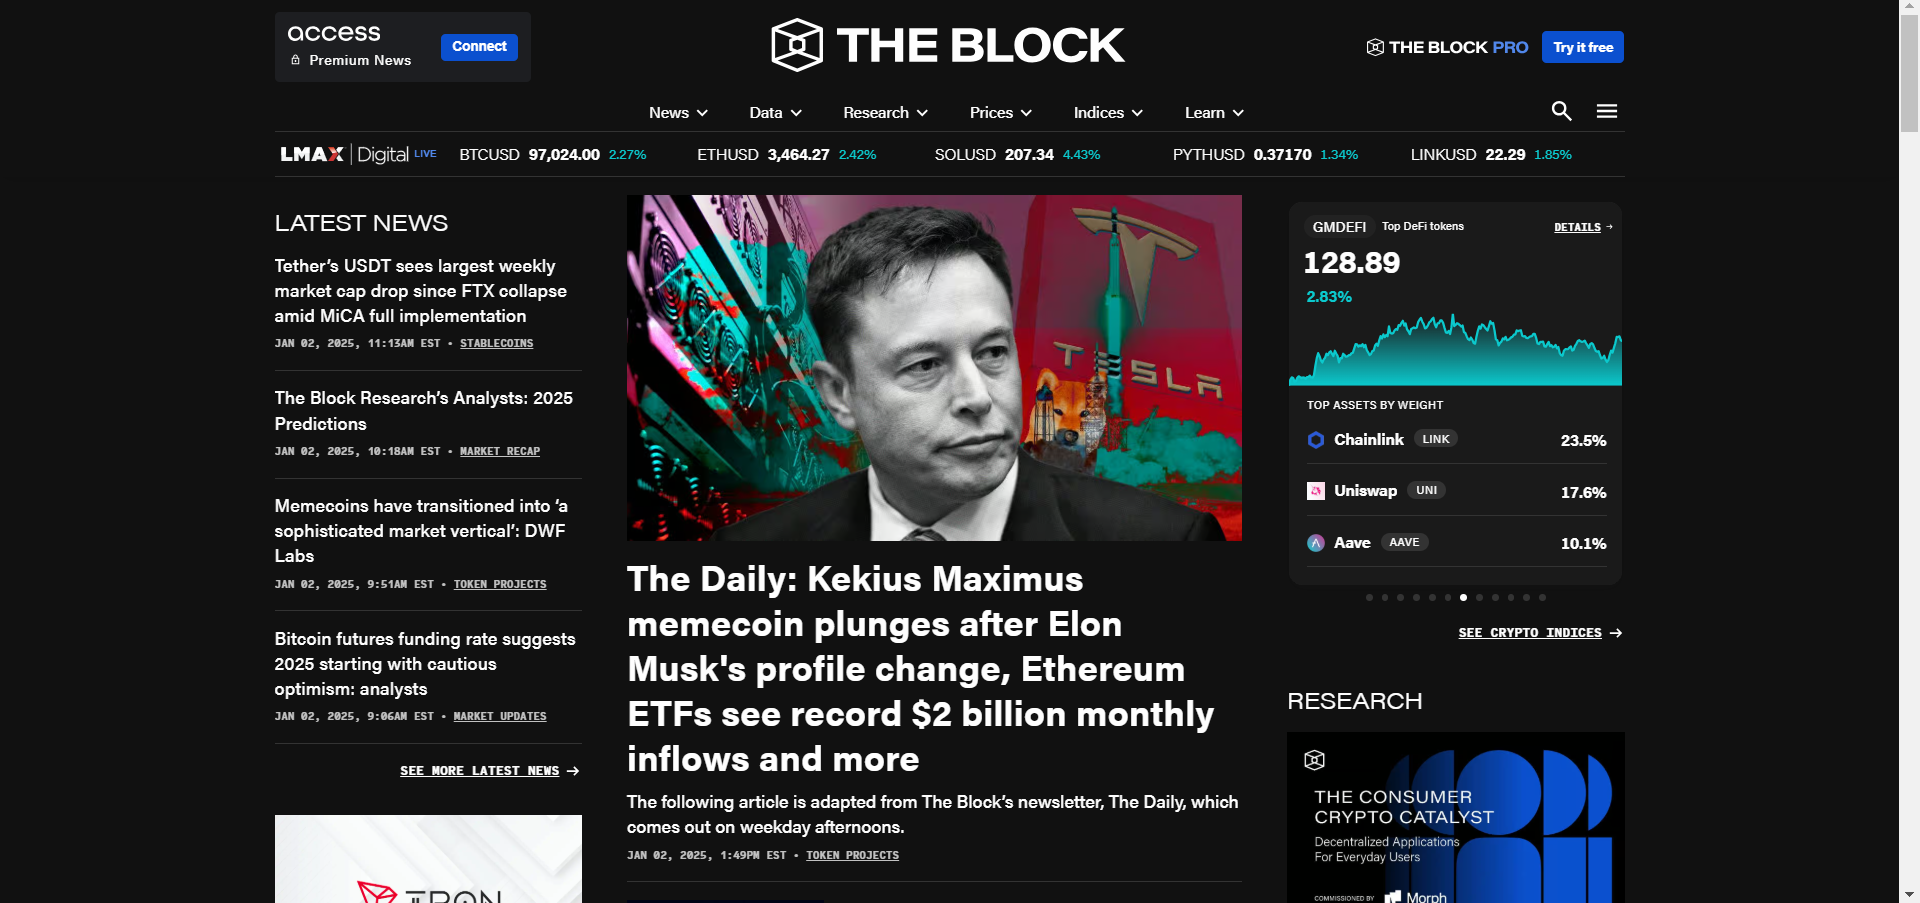 access
Premium News
Connect
THE BLOCK
THE BLOCK PRO
Try it free
News
Data
Research
Prices
Indices
Learn
LMAX Digital LIVE
BTCUSD 97,024.00 2.27%
ETHUSD 3,464.27 2.42%
SOLUSD 207.34 4.43%
PYTHUSD 0.37170 1.34%
LINKUSD 22.29 1.85%
LATEST NEWS
Tether’s USDT sees largest weekly
market cap drop since FTX collapse
amid MiCA full implementation
JAN 02, 2025, 11:13AM EST • STABLECOINS
The Block Research’s Analysts: 2025
Predictions
JAN 02, 2025, 10:18AM EST • MARKET RECAP
Memecoins have transitioned into ‘a
sophisticated market vertical’: DWF
Labs
JAN 02, 2025, 9:51AM EST • TOKEN PROJECTS
Bitcoin futures funding rate suggests
2025 starting with cautious
optimism: analysts
JAN 02, 2025, 9:06AM EST • MARKET UPDATES
SEE MORE LATEST NEWS →
TRON
TESLA
The Daily: Kekius Maximus
memecoin plunges after Elon
Musk's profile change, Ethereum
ETFs see record $2 billion monthly
inflows and more
The following article is adapted from The Block’s newsletter, The Daily, which
comes out on weekday afternoons.
JAN 02, 2025, 1:49PM EST • TOKEN PROJECTS
GMDEFI Top DeFi tokens
DETAILS →
128.89
2.83%
TOP ASSETS BY WEIGHT
Chainlink LINK 23.5%
Uniswap UNI 17.6%
Aave AAVE 10.1%
SEE CRYPTO INDICES →
RESEARCH
THE CONSUMER
CRYPTO CATALYST
Decentralized Applications
For Everyday Users
COMMISSIONED BY Morph